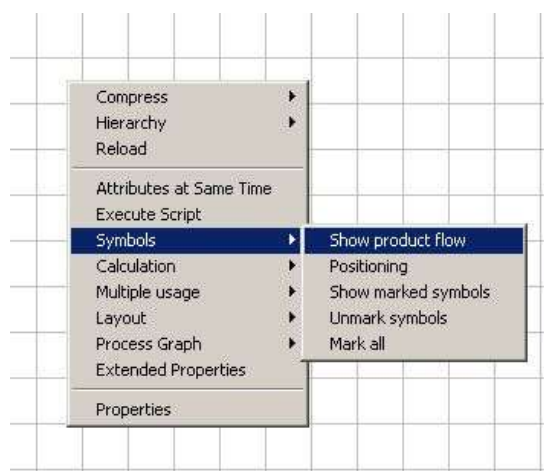 Compress
Hierarchy
Reload
Attributes at Same Time
Execute Script
Symbols
Calculation
Multiple usage
Layout
Process Graph
Extended Properties
Properties
Show product flow
Positioning
Show marked symbols
Unmark symbols
Mark all